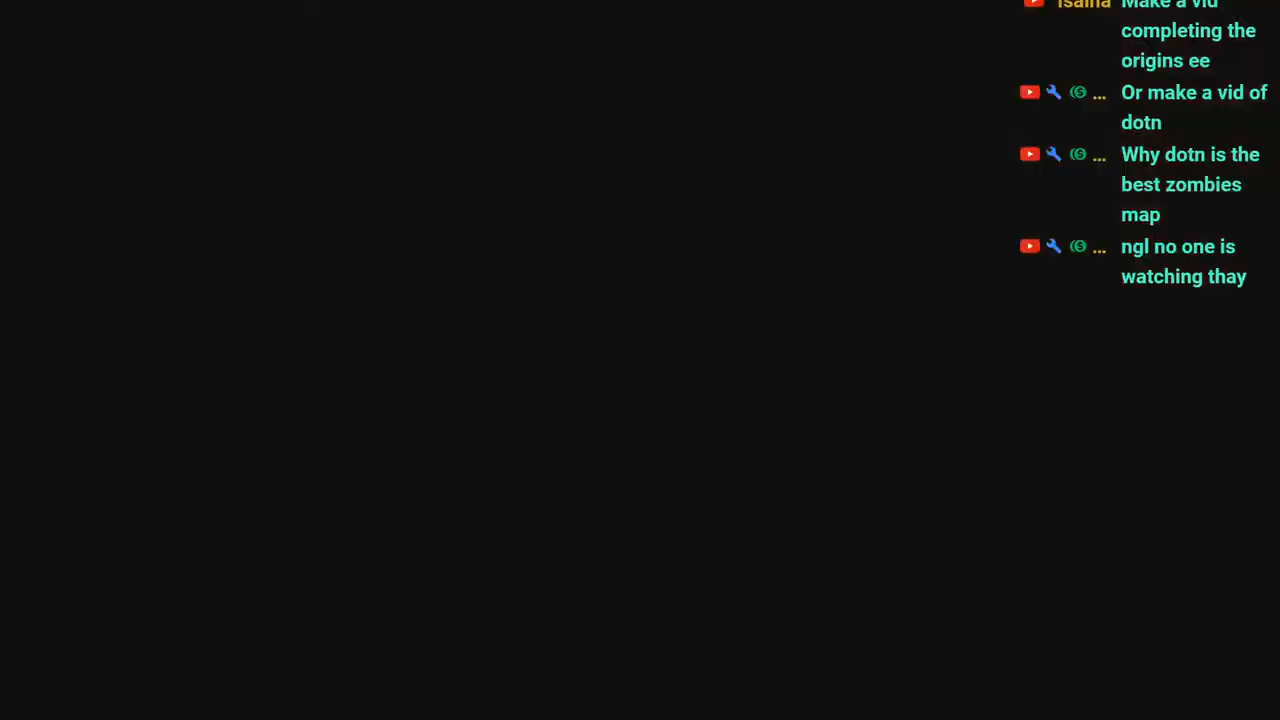 Isaiha Make a vid
completing the
origins ee
... Or make a vid of
dotn
... Why dotn is the
best zombies
map
... ngl no one is
watching thay